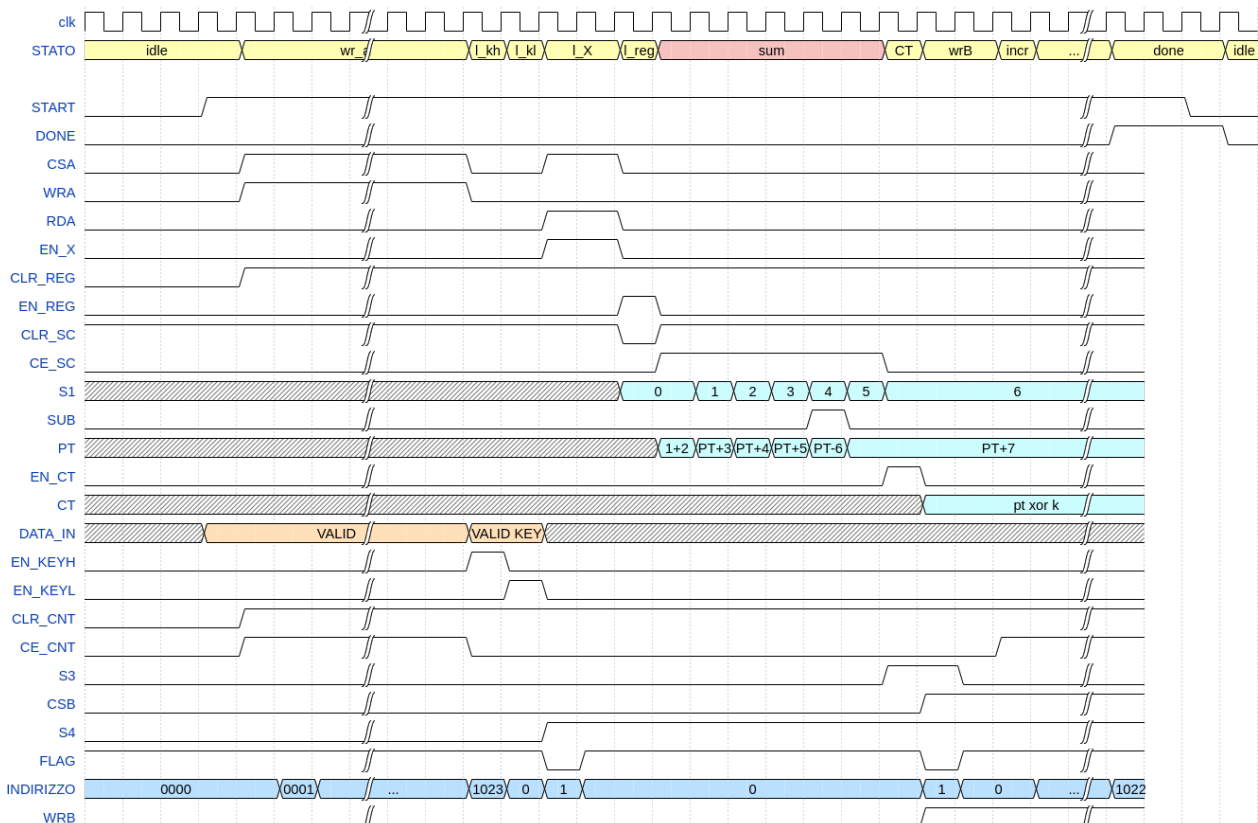 clk
STATO idle wr_a l_kh l_kl l_X l_reg sum CT wrB incr ... done idle
START
DONE
CSA
WRA
RDA
EN_X
CLR_REG
EN_REG
CLR_SC
CE_SC
S1 0 1 2 3 4 5 6
SUB
PT 1+2 PT+3 PT+4 PT+5 PT-6 PT+7
EN_CT
CT pt xor k
DATA_IN VALID VALID KEY
EN_KEYH
EN_KEYL
CLR_CNT
CE_CNT
S3
CSB
S4
FLAG
INDIRIZZO 0000 0001 ... 1023 0 1 0 1 0 ... 1022
WRB